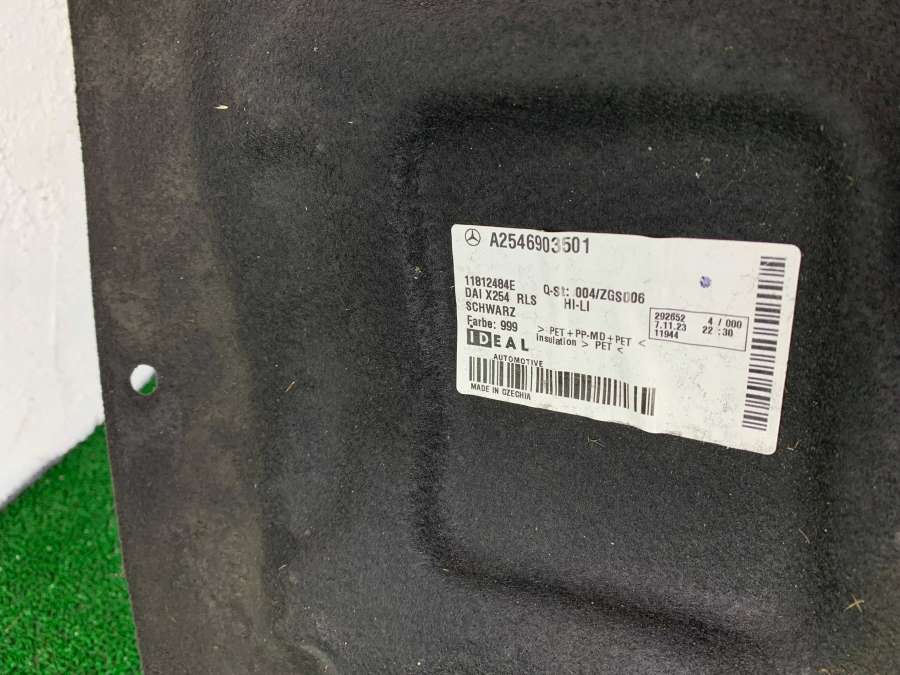 A2546903501
11812484E Q-St: 004/ZGS006
DAI X254 RLS HI-LI
SCHWARZ
Farbe: 999
> PET+PP-MD+PET <
insulation > PET <
292652 4 / 000
7.11.23 22:30
11944
IDEAL
AUTOMOTIVE
MADE IN CZECHIA